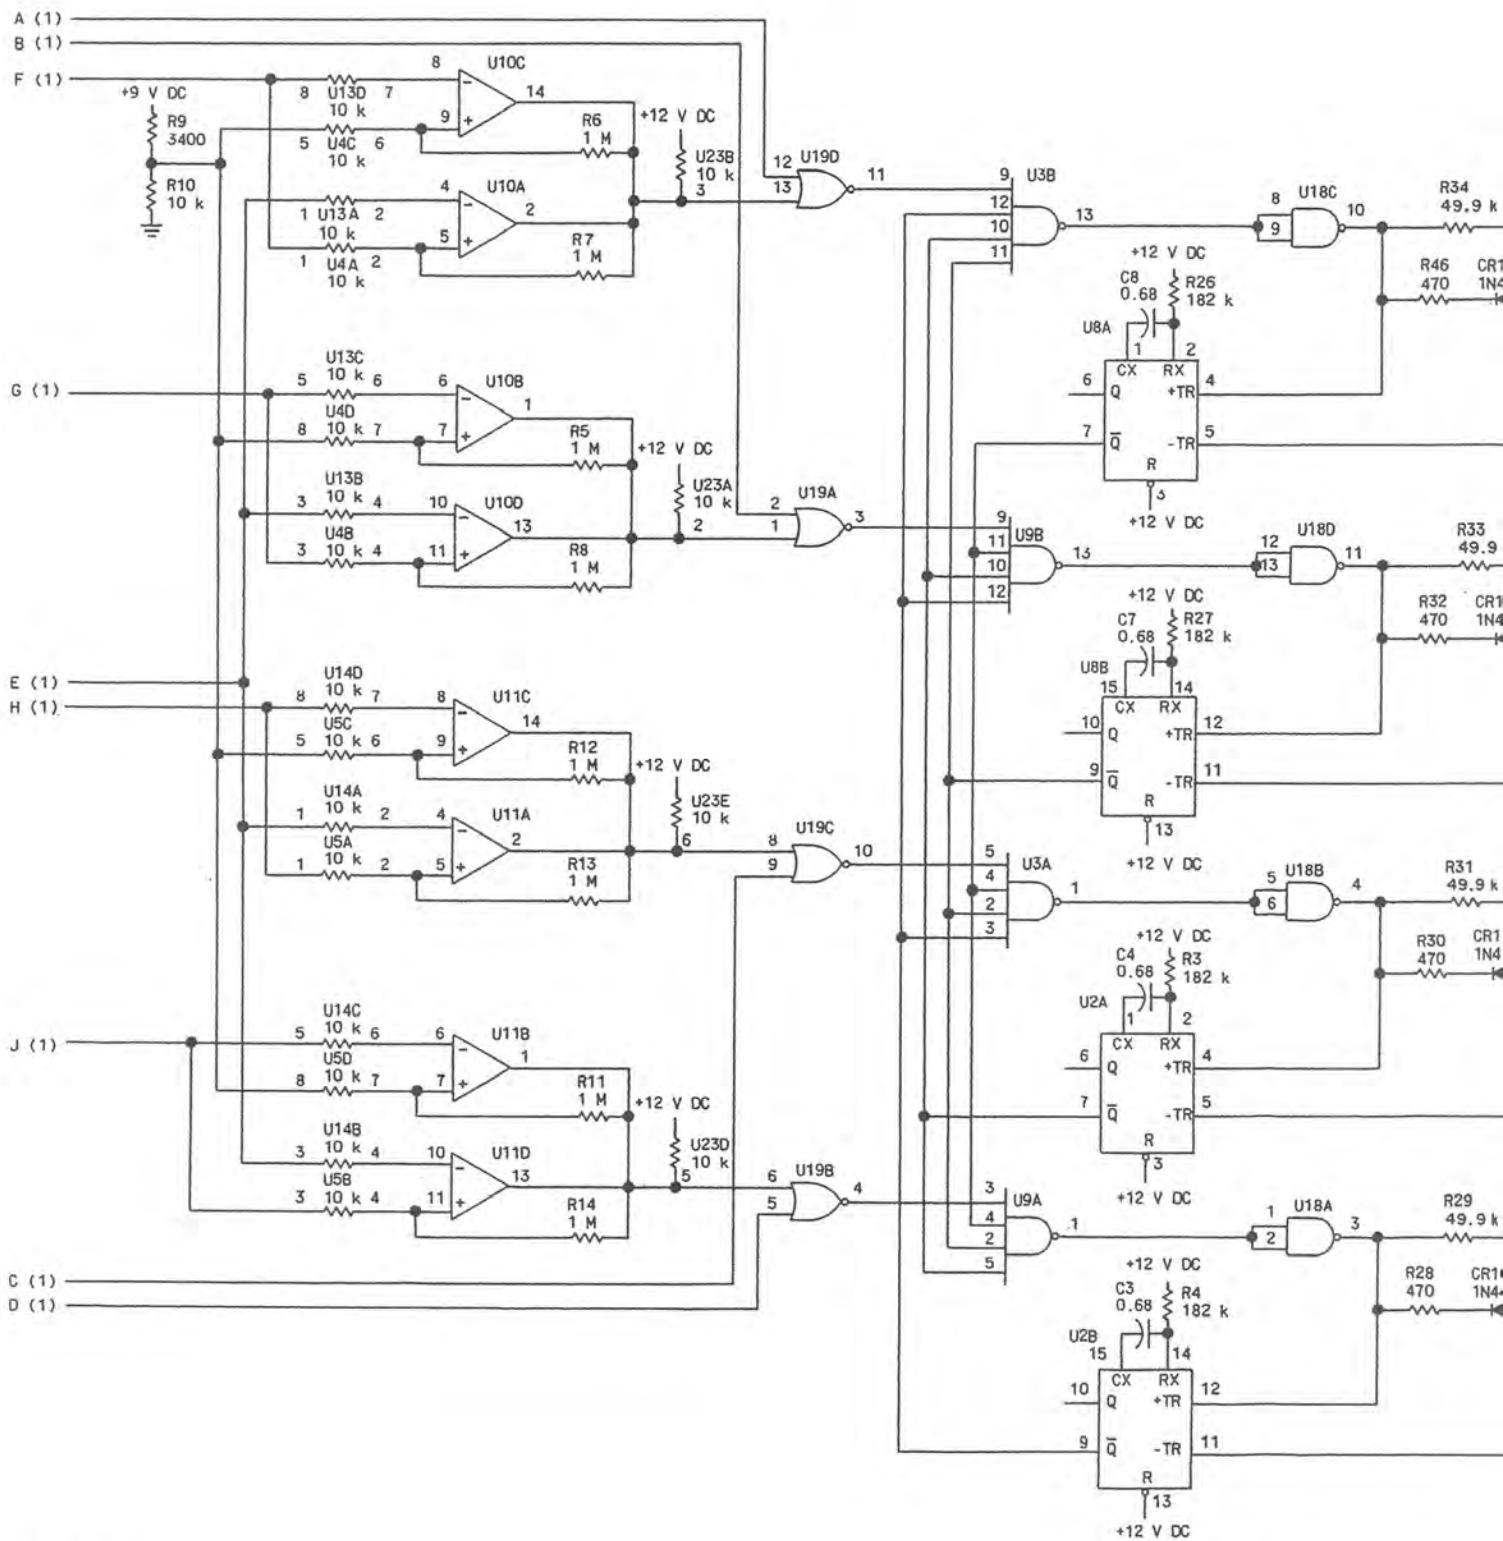 A (1)
B (1)
F (1)
+9 V DC
R9
3400
R10
10 k
8 U13D 7
10 k
5 U4C 6
10 k
8 U10C
14
9
R6
1 M
+12 V DC
U23B
10 k
3
1 U13A 2
10 k
1 U4A 2
10 k
4 U10A
2
5
R7
1 M
12 U19D
13
11
9 U3B
12
10
11
13
8 U18C
9
10
R34
49.9 k
R46
470
CR1
1N4
+12 V DC
C8
0.68
R26
182 k
U8A
1 2
CX RX
6 Q +TR 4
7 Q̅ -TR 5
R
3
+12 V DC
G (1)
U13C
5 10 k 6
U4D
8 10 k 7
6 U10B
1
7
R5
1 M
+12 V DC
U23A
10 k
2
U13B
3 10 k 4
U4B
3 10 k 4
10 U10D
13
11
R8
1 M
2 U19A
1
3
9
11 U9B
10
12
13
12 U18D
13
11
R33
49.9
R32
470
CR1
1N4
+12 V DC
C7
0.68
R27
182 k
U8B
15 14
CX RX
10 Q +TR 12
9 Q̅ -TR 11
R
13
+12 V DC
E (1)
H (1)
U14D
8 10 k 7
U5C
5 10 k 6
8 U11C
14
9
R12
1 M
+12 V DC
U23E
10 k
6
U14A
1 10 k 2
U5A
1 10 k 2
4 U11A
2
5
R13
1 M
8 U19C
9
10
5 U3A
4
2
3
1
5 U18B
6
4
R31
49.9 k
R30
470
CR1
1N4
+12 V DC
C4
0.68
R3
182 k
U2A
1 2
CX RX
6 Q +TR 4
7 Q̅ -TR 5
R
3
+12 V DC
J (1)
U14C
5 10 k 6
U5D
8 10 k 7
6 U11B
1
7
R11
1 M
+12 V DC
U23D
10 k
5
U14B
3 10 k 4
U5B
3 10 k 4
10 U11D
13
11
R14
1 M
6 U19B
5
4
3 U9A
4
2
5
1
1 U18A
2
3
R29
49.9 k
R28
470
CR1
1N4
+12 V DC
C3
0.68
R4
182 k
U2B
15 14
CX RX
10 Q +TR 12
9 Q̅ -TR 11
R
13
+12 V DC
C (1)
D (1)